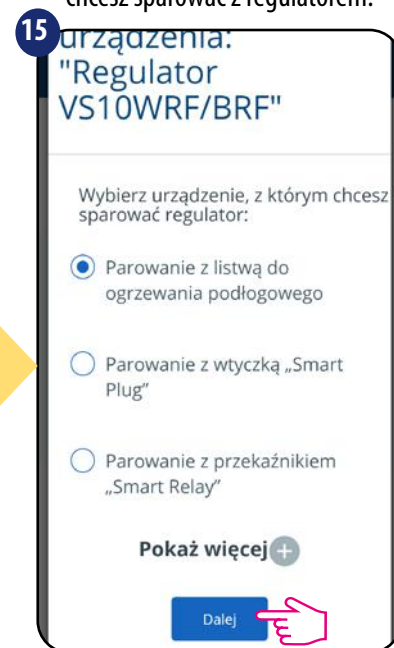 chcesz sparować z regulatorem.
15
urządzenia:
"Regulator
VS10WRF/BRF"
Wybierz urządzenie, z którym chcesz
sparować regulator:
Parowanie z listwą do
ogrzewania podłogowego
Parowanie z wtyczką „Smart
Plug”
Parowanie z przekaźnikiem
„Smart Relay”
Pokaż więcej
Dalej